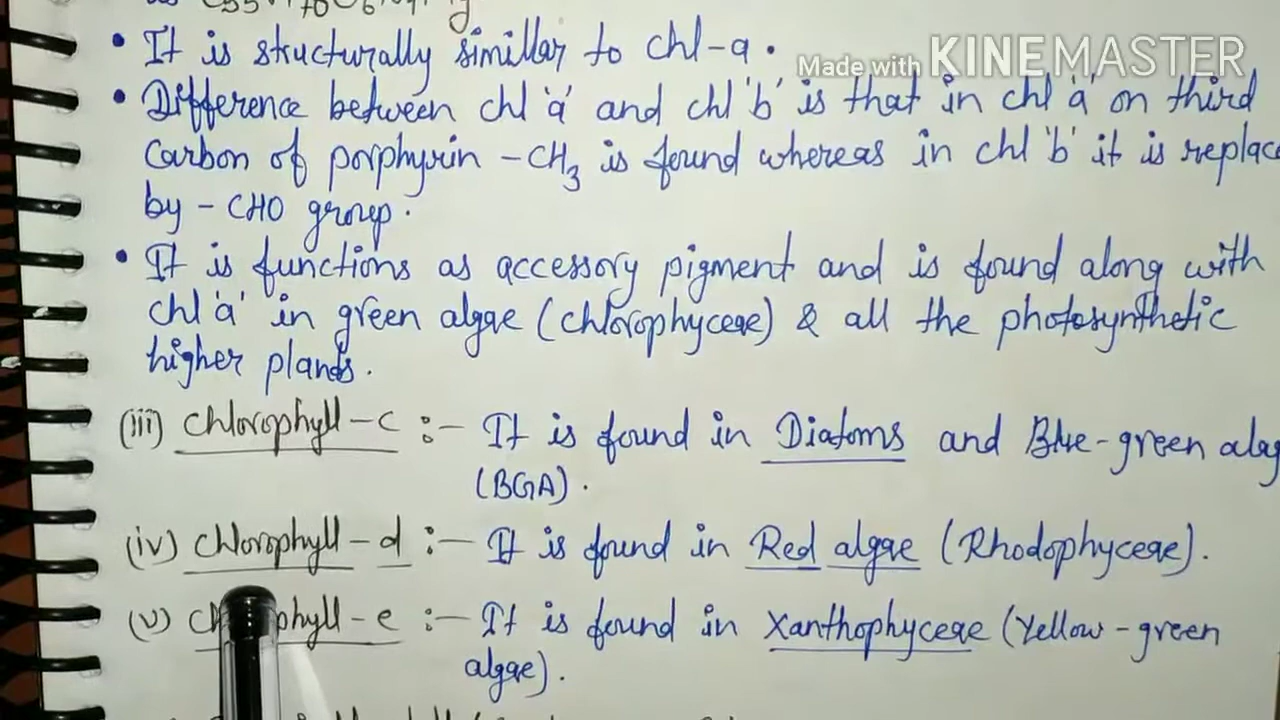 • It is structurally similar to chl-a.
Made with KINEMASTER
• Difference between chl 'a' and chl 'b' is that in chl 'a' on third
Carbon of porphyrin -CH3 is found whereas in chl 'b' it is replac
by - CHO group.
• It is functions as accessory pigment and is found along with
chl 'a' in green algae (chlorophyceae) & all the photosynthetic
higher plants.
(iii) Chlorophyll-c :- It is found in Diatoms and Blue-green alag
(BGA).
(iv) Chlorophyll-d :- It is found in Red algae (Rhodophyceae).
(v) ch phyll-e :- It is found in Xanthophyceae (Yellow-green
algae).